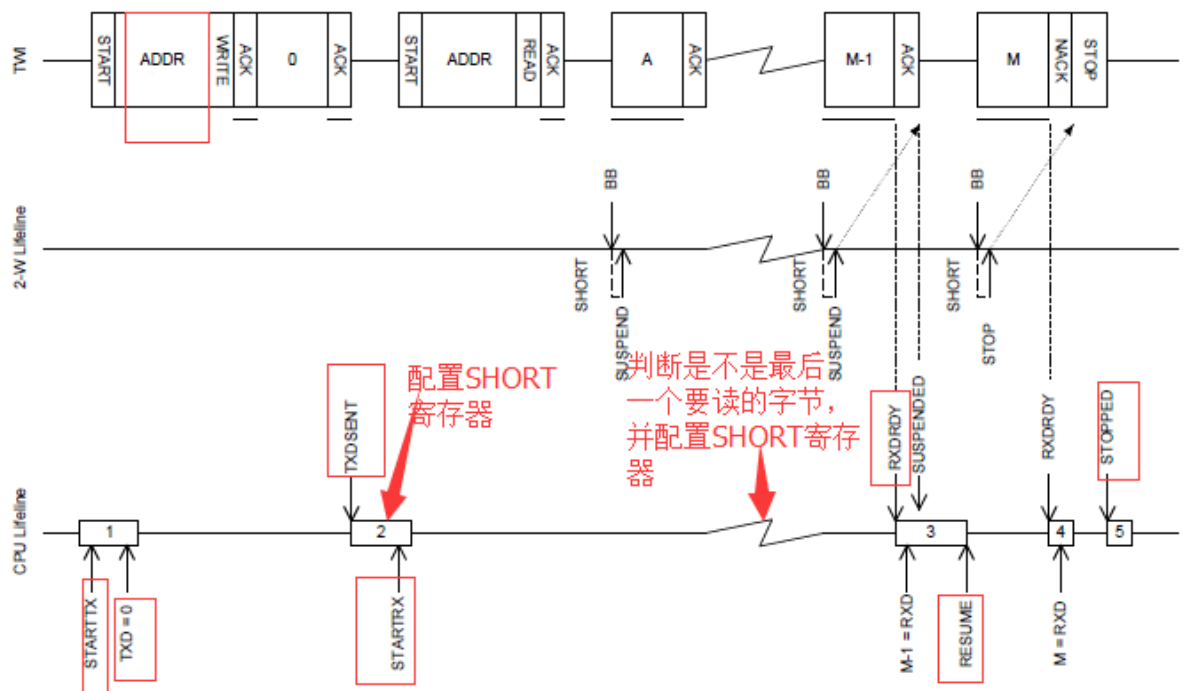 TWI
START
ADDR
WRITE
ACK
0
ACK
START
ADDR
READ
ACK
A
ACK
M-1
ACK
M
NACK
STOP
2-W Lifeline
BB
SHORT
SUSPEND
BB
SHORT
SUSPEND
BB
SHORT
STOP
配置SHORT
寄存器
判断是不是最后
一个要读的字节，
并配置SHORT寄存
器
CPU Lifeline
TXDSENT
RXDRDY
SUSPENDED
RXDRDY
STOPPED
1
2
3
4
5
STARTTX
TXD = 0
STARTRX
M-1 = RXD
RESUME
M = RXD